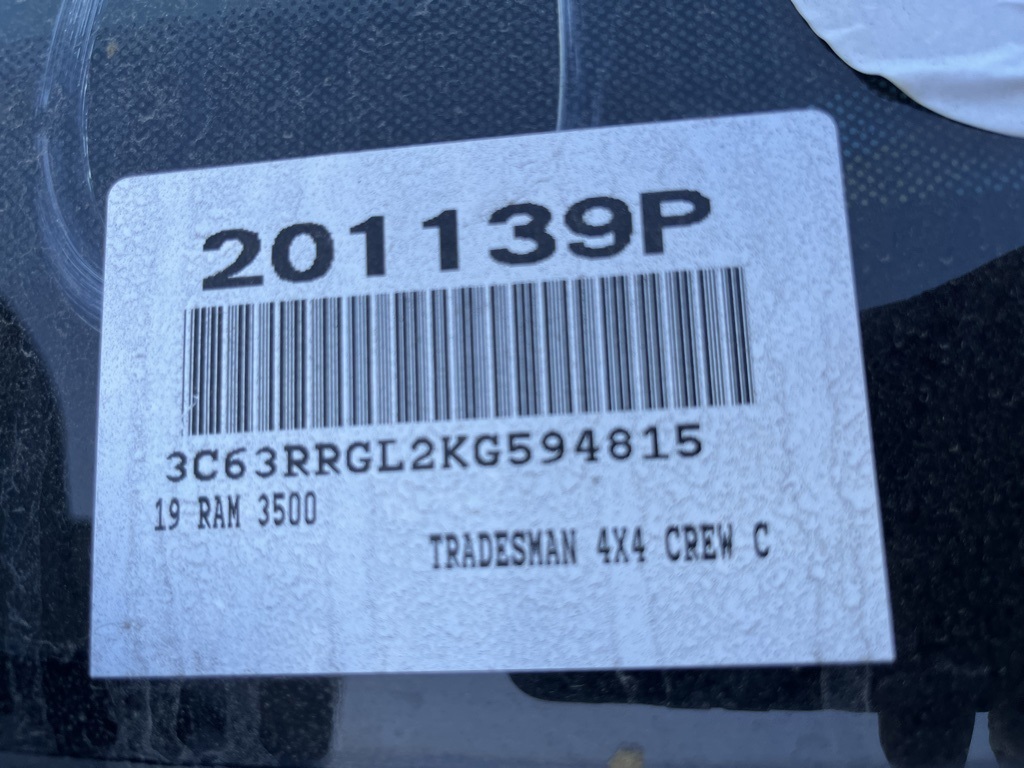 201139P
3C63RRGL2KG594815
19 RAM 3500
TRADESMAN 4X4 CREW C